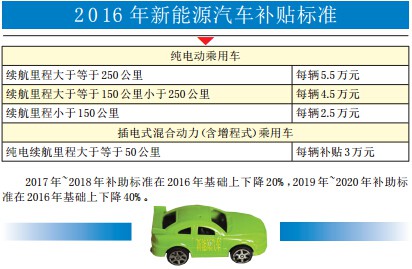 2016年新能源汽车补贴标准
纯电动乘用车
续航里程大于等于250公里 每辆5.5万元
续航里程大于等于150公里小于250公里 每辆4.5万元
续航里程小于150公里 每辆2.5万元
插电式混合动力(含增程式)乘用车
纯电续航里程大于等于50公里 每辆补贴3万元
2017年~2018年补助标准在2016年基础上下降20%,2019年~2020年补助标
准在2016年基础上下降40%。